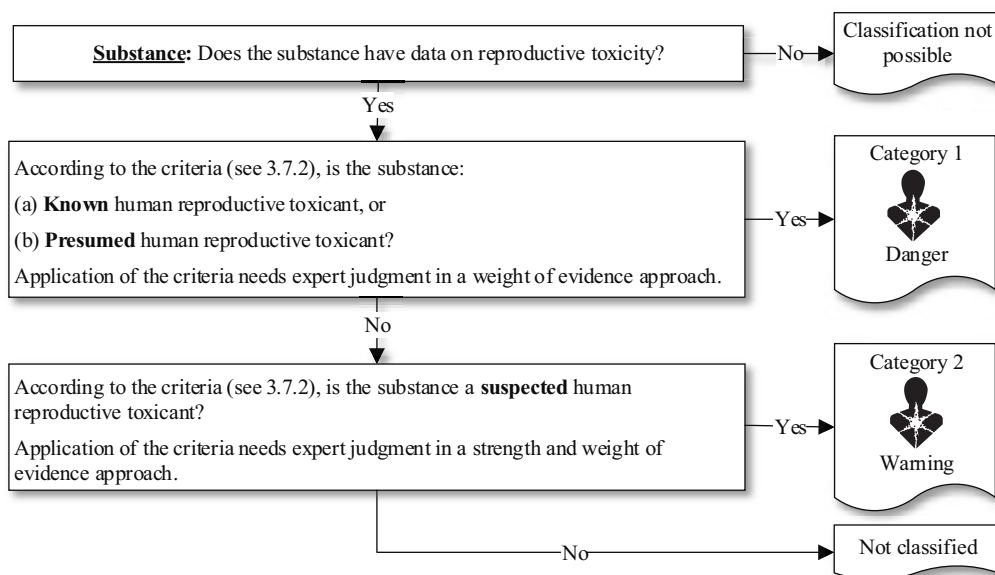 Substance: Does the substance have data on reproductive toxicity?
No
Classification not
possible
Yes
According to the criteria (see 3.7.2), is the substance:
(a) Known human reproductive toxicant, or
(b) Presumed human reproductive toxicant?
Application of the criteria needs expert judgment in a weight of evidence approach.
Yes
Category 1
Danger
No
According to the criteria (see 3.7.2), is the substance a suspected human
reproductive toxicant?
Application of the criteria needs expert judgment in a strength and weight of
evidence approach.
Yes
Category 2
Warning
No
Not classified